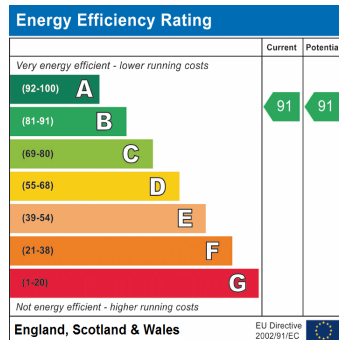 Energy Efficiency Rating
Current Potentia
Very energy efficient - lower running costs
(92-100) A
(81-91) B
91 91
(69-80) C
(55-68) D
(39-54) E
(21-38) F
(1-20) G
Not energy efficient - higher running costs
England, Scotland & Wales
EU Directive
2002/91/EC